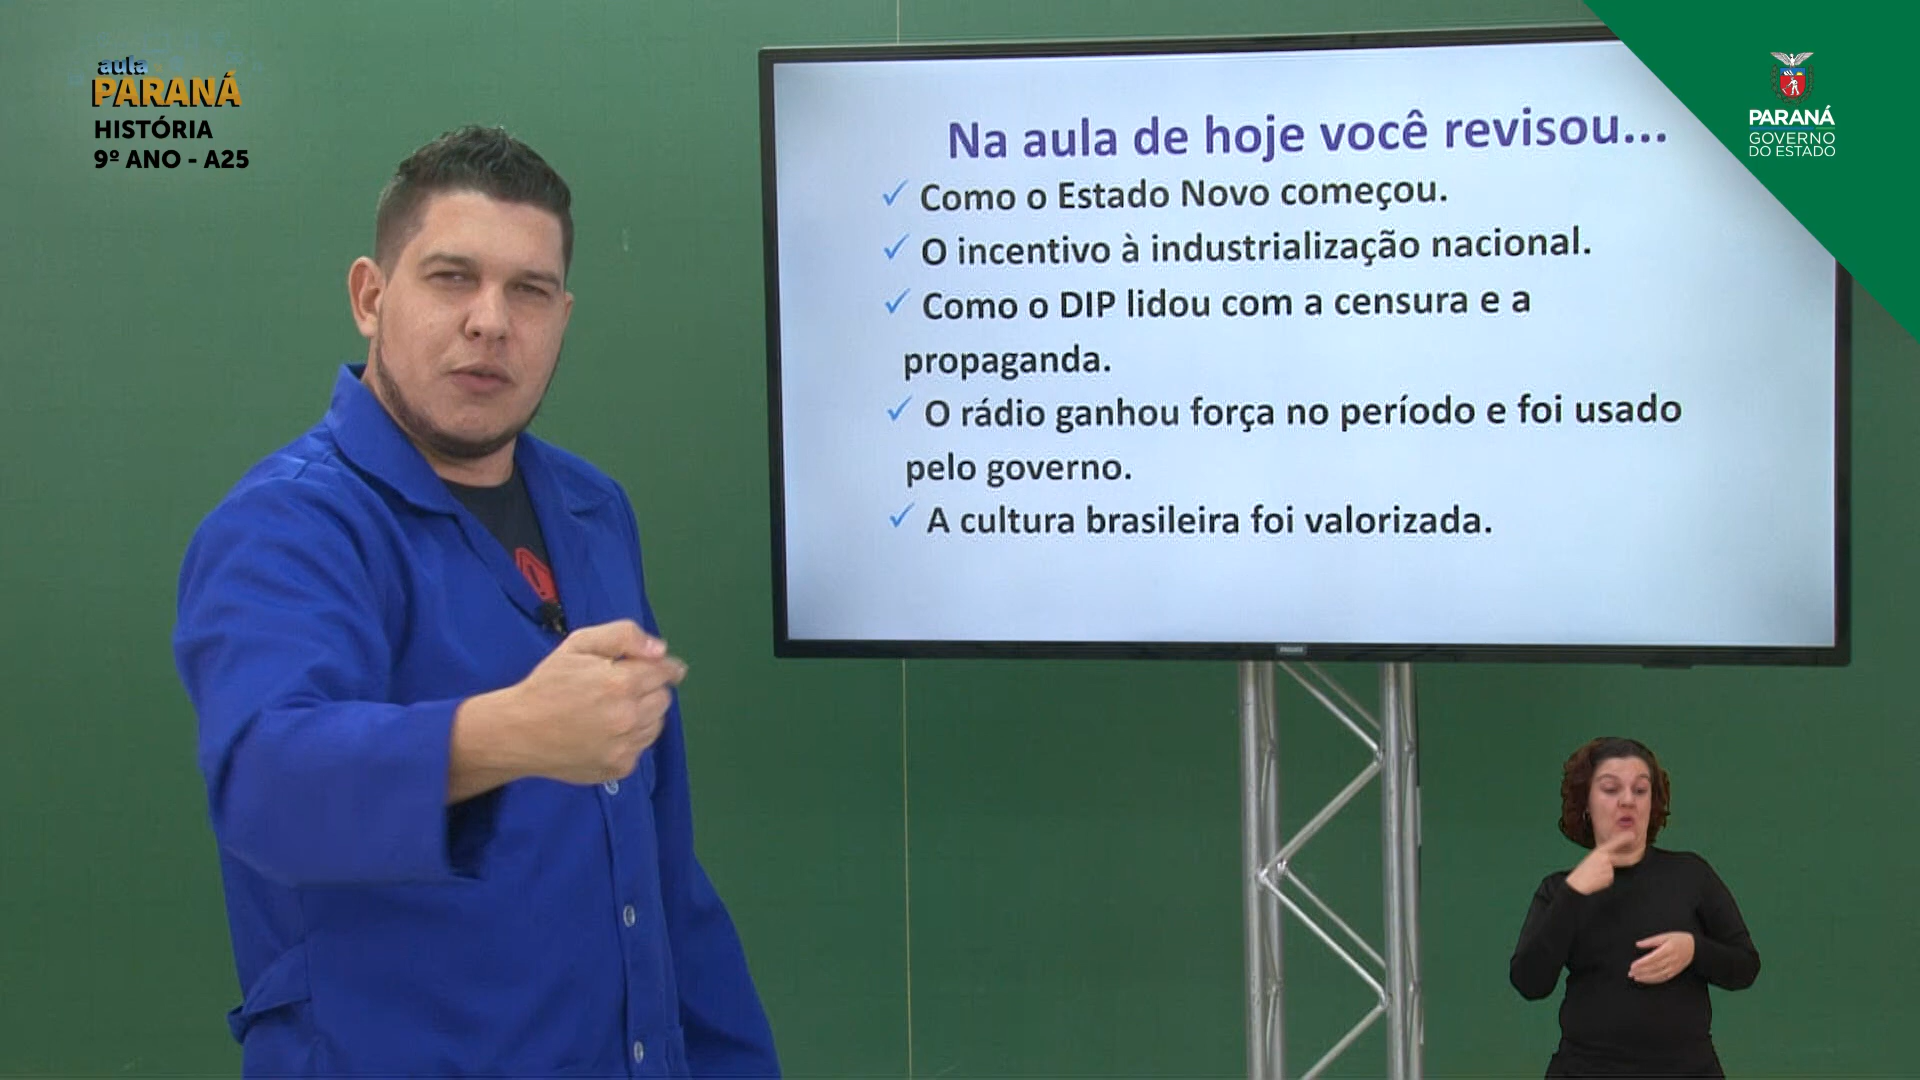 aula
PARANÁ
HISTÓRIA
9º ANO - A25
Na aula de hoje você revisou...
✓ Como o Estado Novo começou.
✓ O incentivo à industrialização nacional.
✓ Como o DIP lidou com a censura e a
propaganda.
✓ O rádio ganhou força no período e foi usado
pelo governo.
✓ A cultura brasileira foi valorizada.
PARANÁ
GOVERNO
DO ESTADO